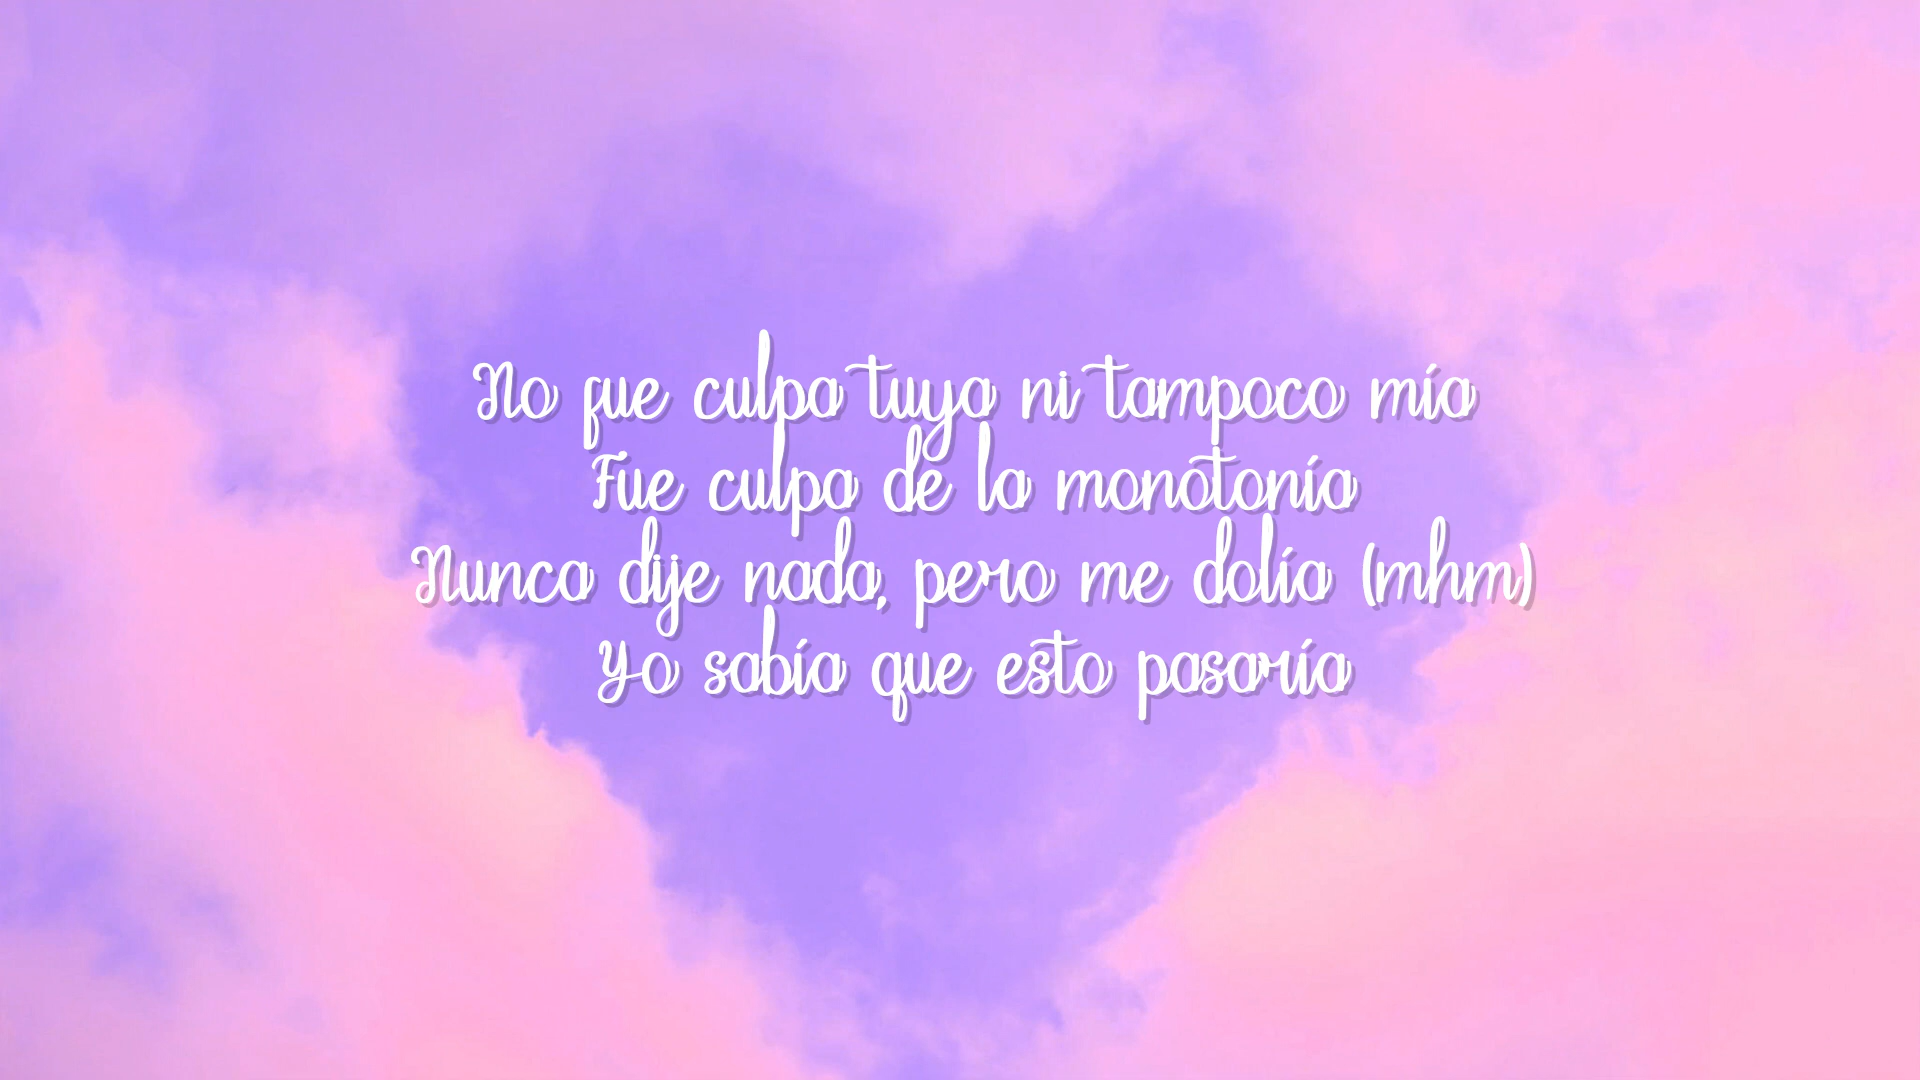 No fue culpa tuya ni tampoco mía
Fue culpa de la monotonía
Nunca dije nada, pero me dolía (mhm)
Yo sabía que esto pasaría